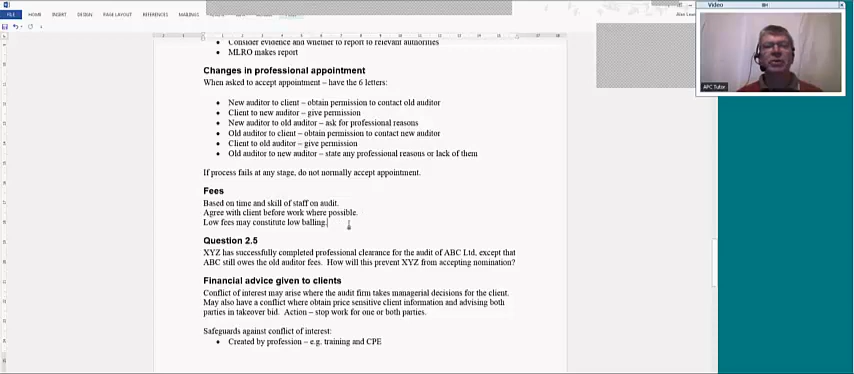 FILE
HOME
INSERT
DESIGN
PAGE LAYOUT
REFERENCES
MAILINGS
Video
APC Tutor
• Consider evidence and whether to report to relevant authorities
• MLRO makes report
Changes in professional appointment
When asked to accept appointment – have the 6 letters:
• New auditor to client – obtain permission to contact old auditor
• Client to new auditor – give permission
• New auditor to old auditor – ask for professional reasons
• Old auditor to client – obtain permission to contact new auditor
• Client to old auditor – give permission
• Old auditor to new auditor – state any professional reasons or lack of them
If process fails at any stage, do not normally accept appointment.
Fees
Based on time and skill of staff on audit.
Agree with client before work where possible.
Low fees may constitute low balling.
Question 2.5
XYZ has successfully completed professional clearance for the audit of ABC Ltd, except that
ABC still owes the old auditor fees.  How will this prevent XYZ from accepting nomination?
Financial advice given to clients
Conflict of interest may arise where the audit firm takes managerial decisions for the client.
May also have a conflict where obtain price sensitive client information and advising both
parties in takeover bid.  Action – stop work for one or both parties.
Safeguards against conflict of interest:
• Created by profession – e.g. training and CPE